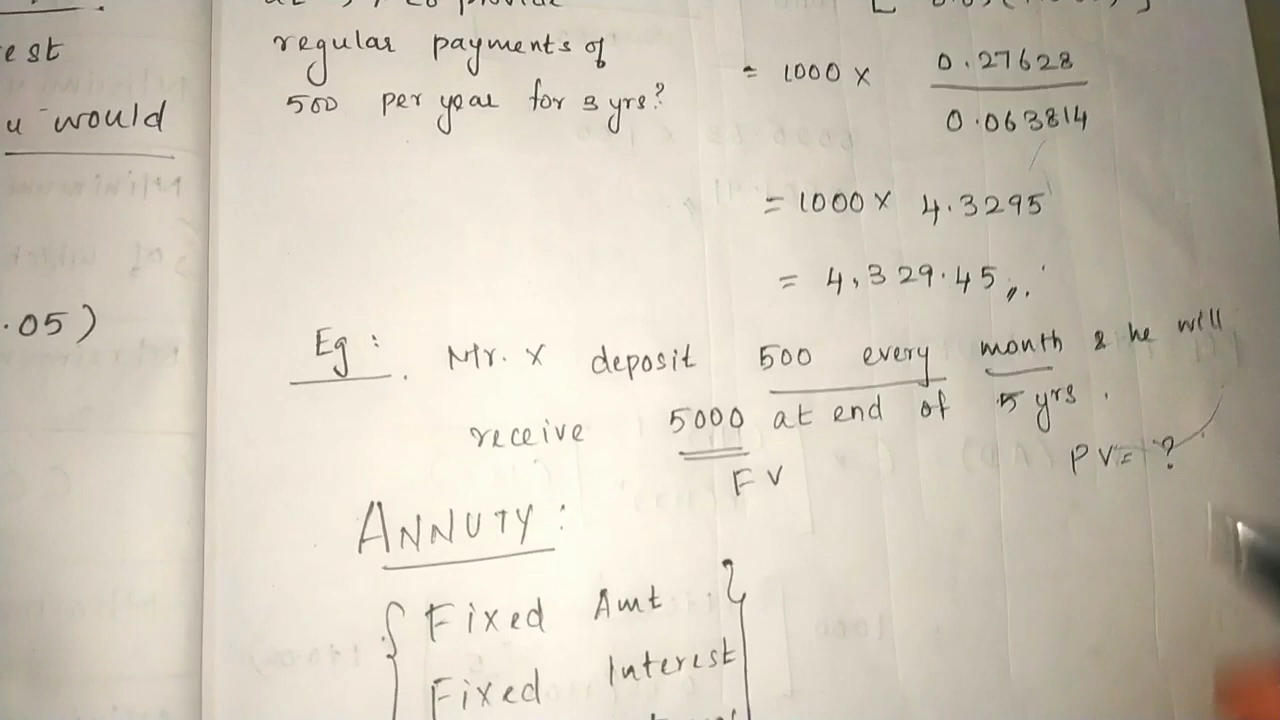 est
u would
.05)
regular payments of
500 per year for 3 yrs?
= 1000 x 0.27628
0.063814
= 1000 x 4.3295
= 4,329.45
Eg: Mr. X deposit 500 every month & he will
receive 5000 at end of 5 yrs.
FV PV = ?
ANNUTY:
{ Fixed Amt }
Fixed Interest